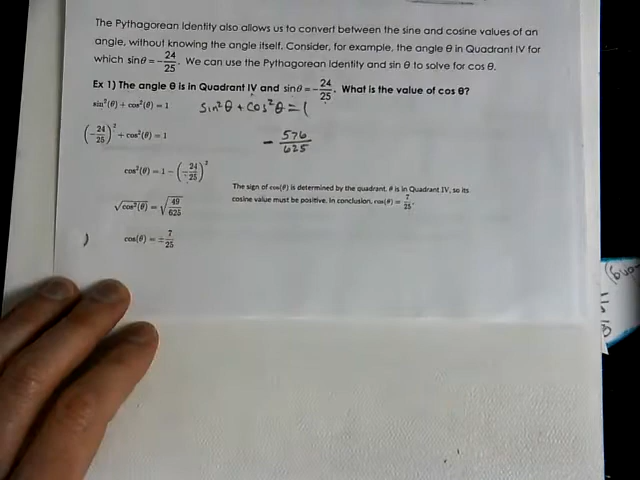 The Pythagorean Identity also allows us to convert between the sine and cosine values of an
angle, without knowing the angle itself. Consider, for example, the angle θ in Quadrant IV for
which sinθ = -24/25. We can use the Pythagorean Identity and sin θ to solve for cos θ.
Ex 1) The angle θ is in Quadrant IV and sinθ = -24/25. What is the value of cos θ?
sin²(θ) + cos²(θ) = 1
sin²θ + cos²θ = 1
(-24/25)² + cos²(θ) = 1
- 576/625
cos²(θ) = 1 - (-24/25)²
The sign of cos(θ) is determined by the quadrant. θ is in Quadrant IV, so its
cosine value must be positive. In conclusion, cos(θ) = 7/25.
√cos²(θ) = √49/625
cos(θ) = ± 7/25